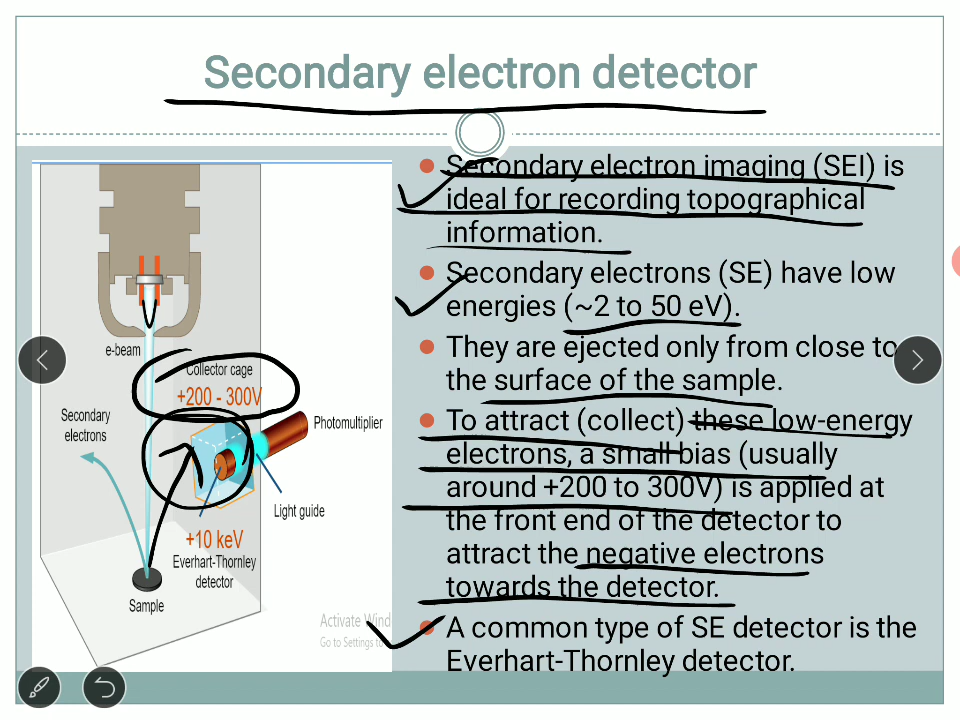 Secondary electron detector
Secondary electron imaging (SEI) is
ideal for recording topographical
information.
Secondary electrons (SE) have low
energies (~2 to 50 eV).
They are ejected only from close to
the surface of the sample.
To attract (collect) these low-energy
electrons, a small bias (usually
around +200 to 300V) is applied at
the front end of the detector to
attract the negative electrons
towards the detector.
A common type of SE detector is the
Everhart-Thornley detector.
e-beam
Collector cage
+200 - 300V
Secondary
electrons
Photomultiplier
Light guide
+10 keV
Everhart-Thornley
detector
Sample
Activate Wind
Go to Settings to